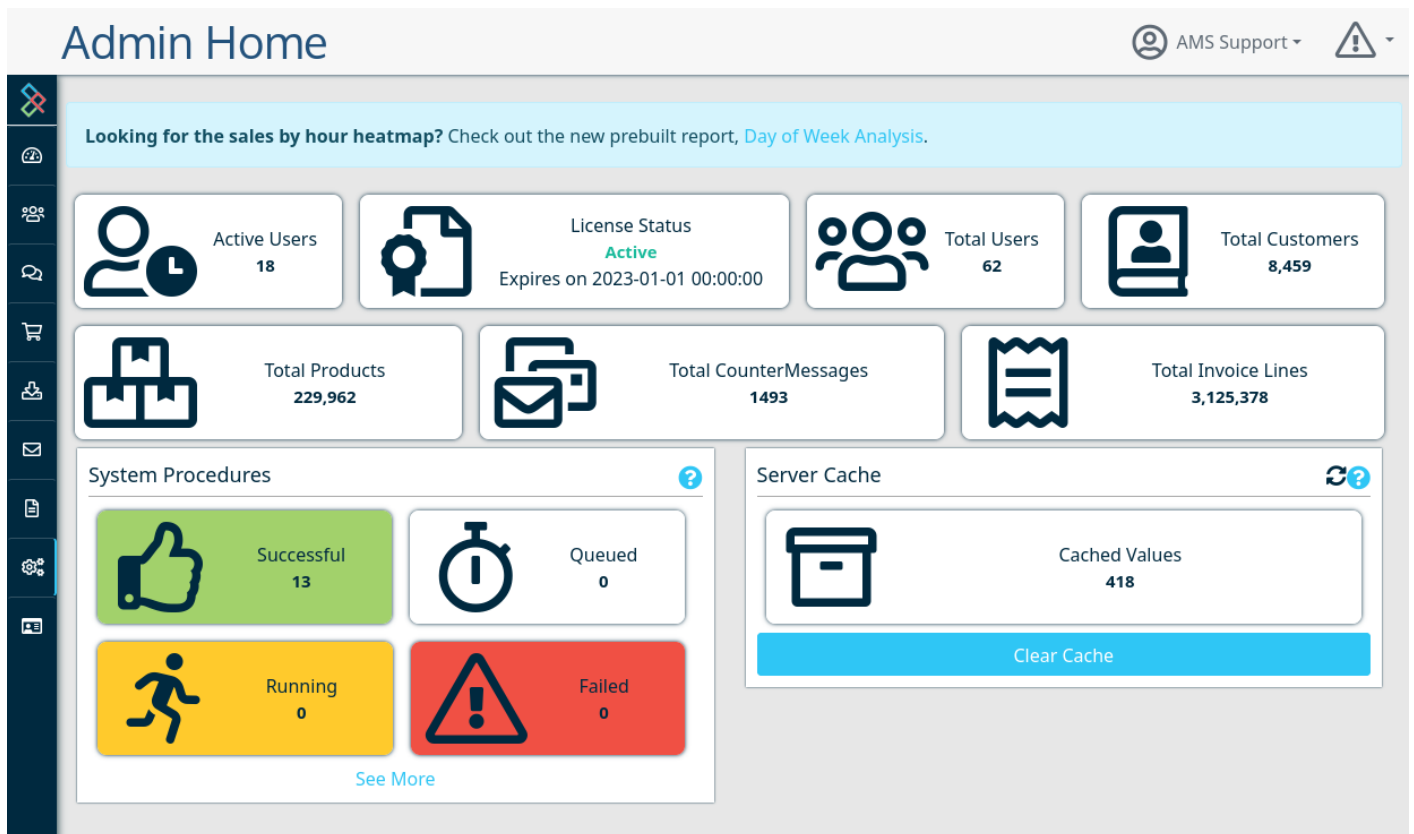 Admin Home
AMS Support
Looking for the sales by hour heatmap? Check out the new prebuilt report, Day of Week Analysis.
Active Users
18
License Status
Active
Expires on 2023-01-01 00:00:00
Total Users
62
Total Customers
8,459
Total Products
229,962
Total CounterMessages
1493
Total Invoice Lines
3,125,378
System Procedures
?
Successful
13
Queued
0
Running
0
Failed
0
See More
Server Cache
?
Cached Values
418
Clear Cache